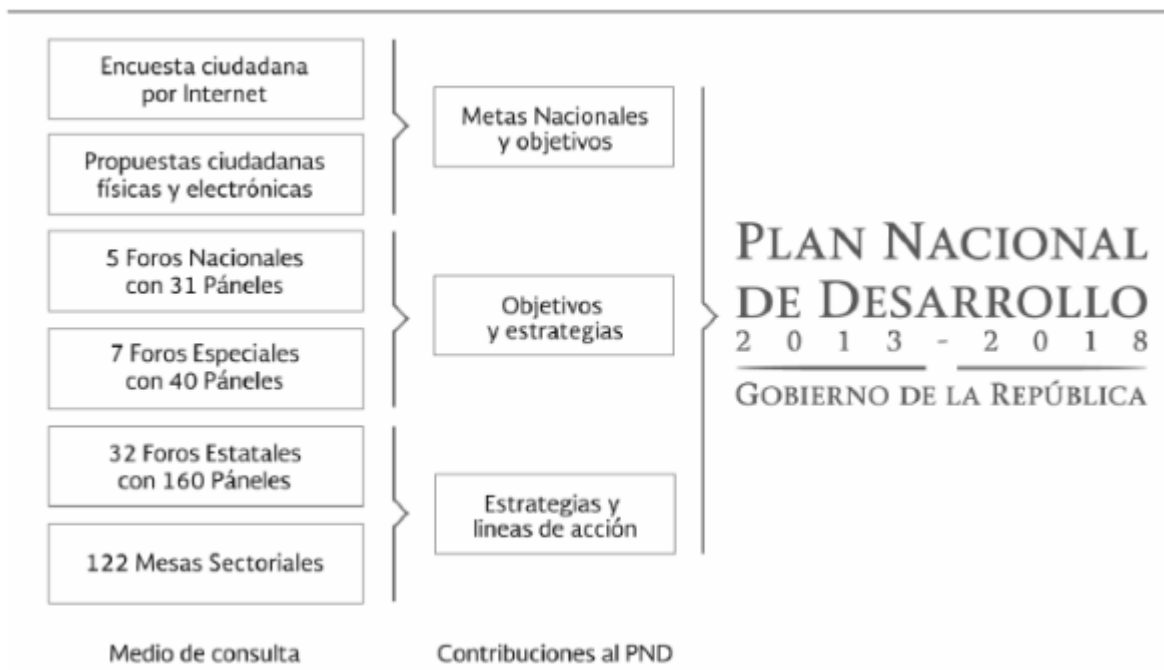 Encuesta ciudadana
por Internet
Propuestas ciudadanas
físicas y electrónicas
5 Foros Nacionales
con 31 Páneles
7 Foros Especiales
con 40 Páneles
32 Foros Estatales
con 160 Páneles
122 Mesas Sectoriales
Medio de consulta
Metas Nacionales
y objetivos
Objetivos
y estrategias
Estrategias y
lineas de acción
Contribuciones al PND
PLAN NACIONAL
DE DESARROLLO
2013-2018
GOBIERNO DE LA REPÚBLICA